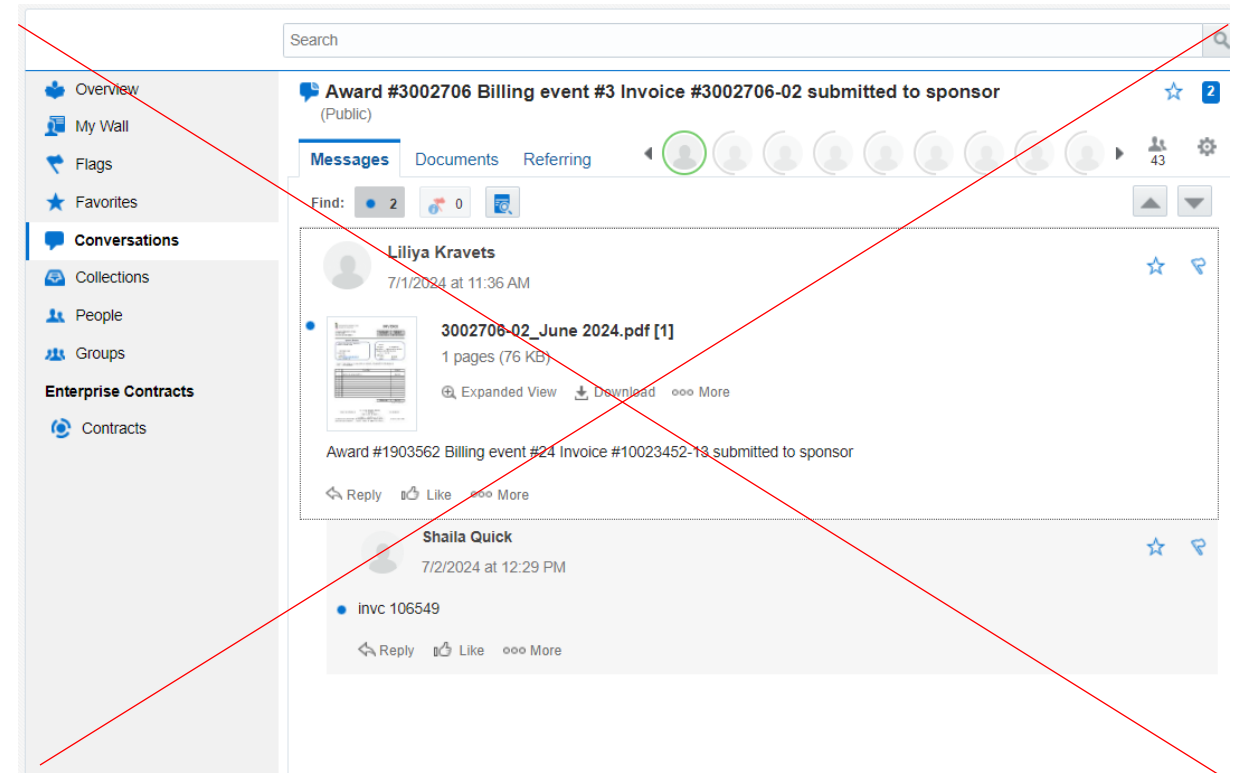 Search
Overview
My Wall
Flags
Favorites
Conversations
Collections
People
Groups
Enterprise Contracts
Contracts
Award #3002706 Billing event #3 Invoice #3002706-02 submitted to sponsor
2
(Public)
Messages Documents Referring
43
Find: 2 0
Liliya Kravets
7/1/2024 at 11:36 AM
3002706-02_June 2024.pdf [1]
1 pages (76 KB)
Expanded View Download More
Award #1903562 Billing event #24 Invoice #10023452-13 submitted to sponsor
Reply Like More
Shaila Quick
7/2/2024 at 12:29 PM
invc 106549
Reply Like More